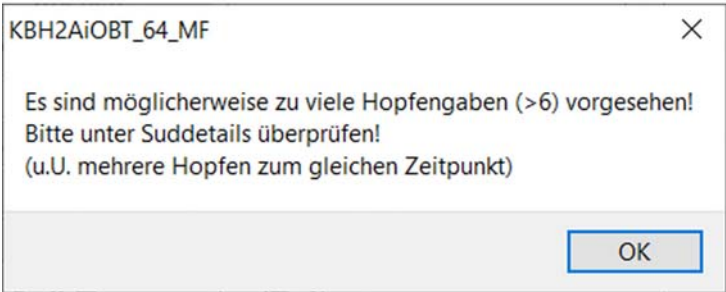 KBH2AiOBT_64_MF
Es sind möglicherweise zu viele Hopfengaben (>6) vorgesehen!
Bitte unter Suddetails überprüfen!
(u.U. mehrere Hopfen zum gleichen Zeitpunkt)
OK